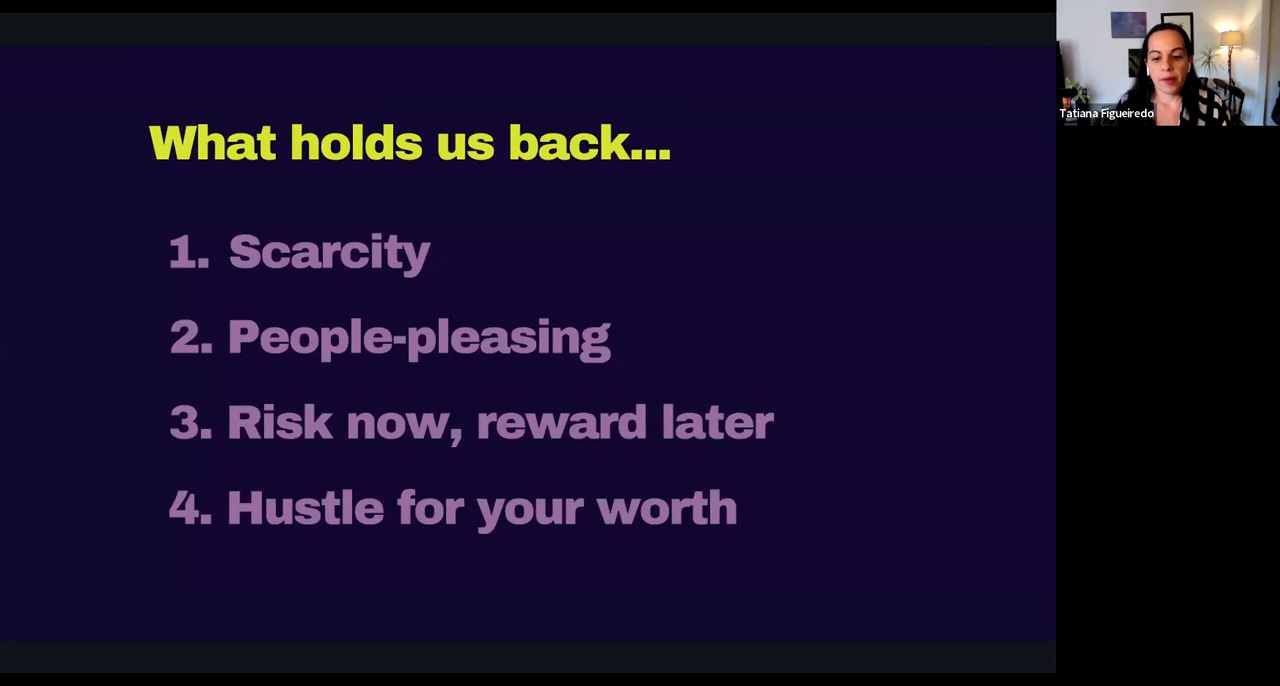 What holds us back...
1. Scarcity
2. People-pleasing
3. Risk now, reward later
4. Hustle for your worth
Tatiana Figueiredo